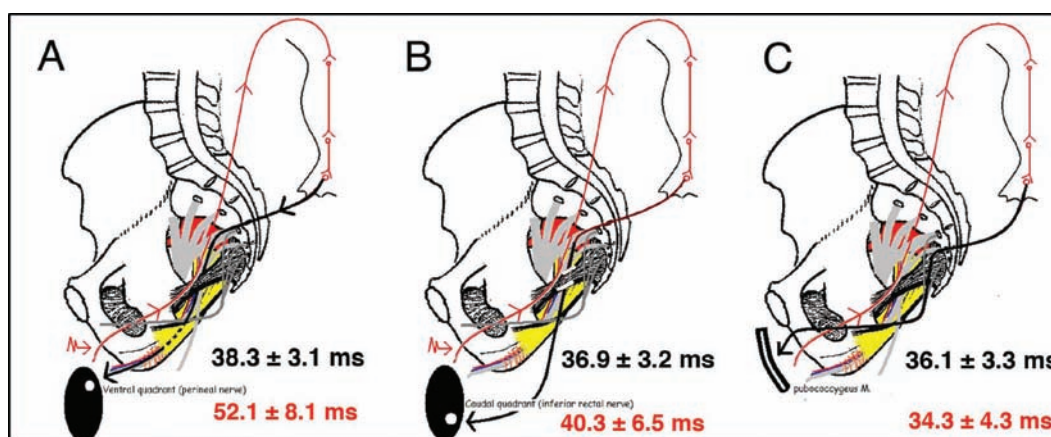 A
B
C
N
N
38.3 ± 3.1 ms
36.9 ± 3.2 ms
36.1 ± 3.3 ms
Ventral quadrant (perineal nerve)
Caudal quadrant (inferior rectal nerve)
pubococcygeus M.
52.1 ± 8.1 ms
40.3 ± 6.5 ms
34.3 ± 4.3 ms